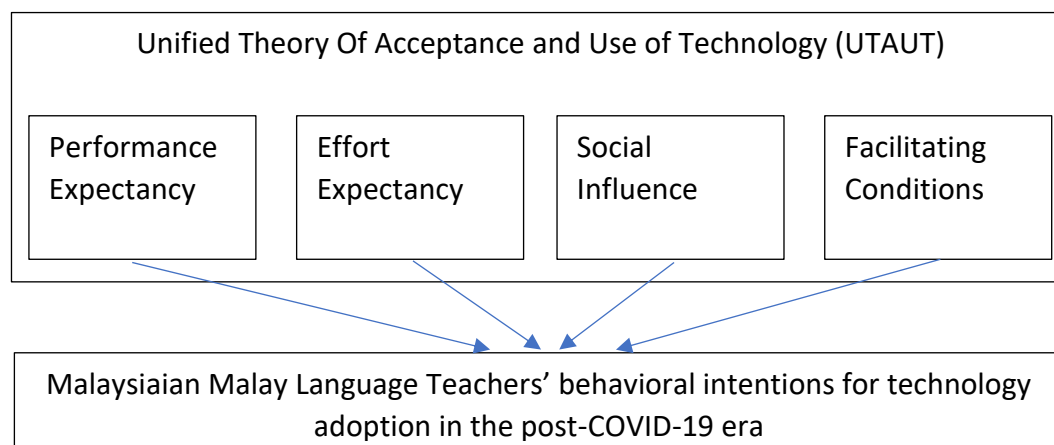 Unified Theory Of Acceptance and Use of Technology (UTAUT)
Performance
Expectancy
Effort
Expectancy
Social
Influence
Facilitating
Conditions
Malaysiaian Malay Language Teachers’ behavioral intentions for technology
adoption in the post-COVID-19 era